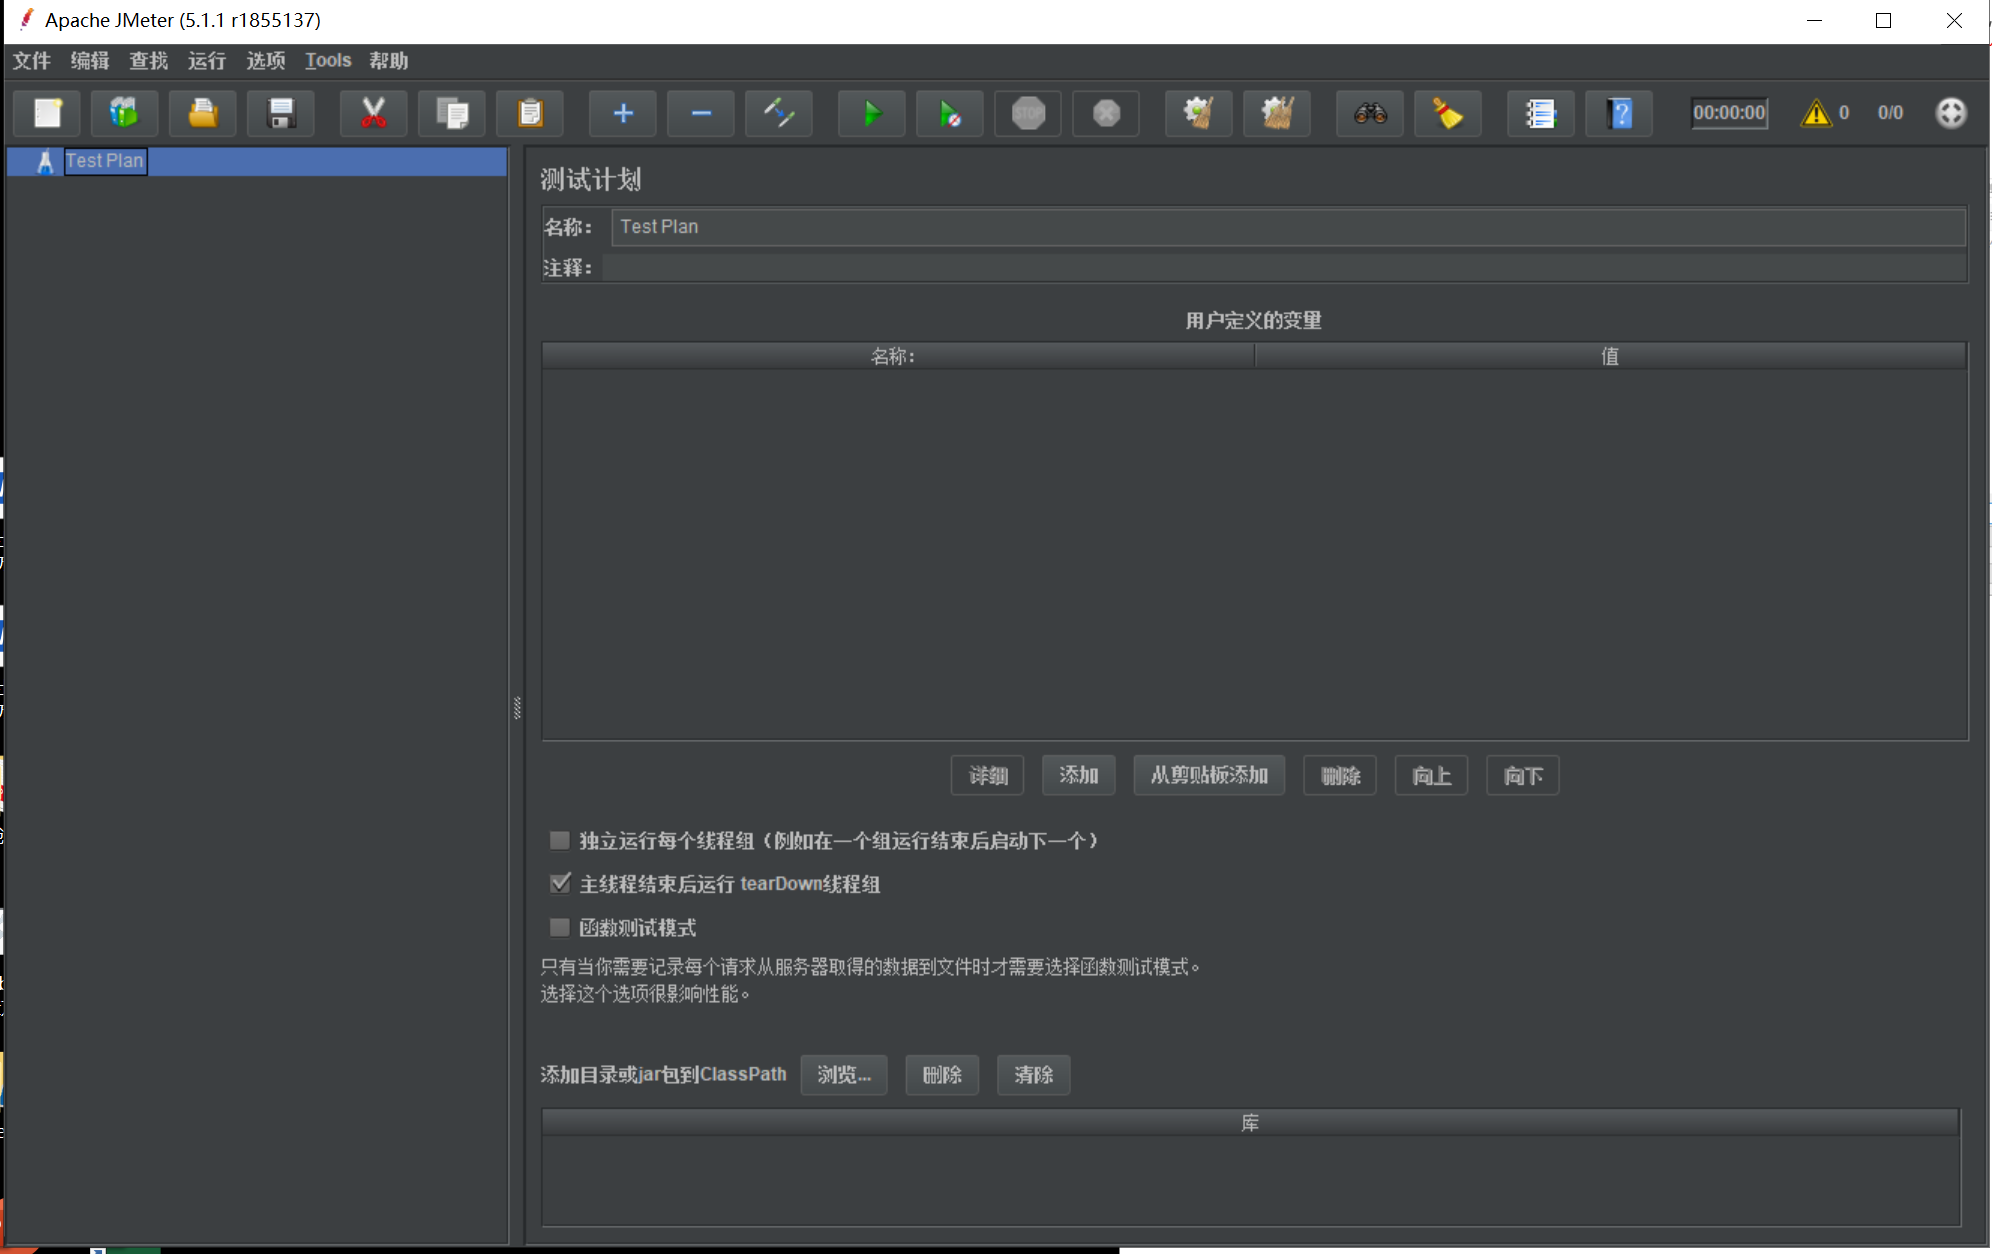 Apache JMeter (5.1.1 r1855137)
文件 编辑 查找 运行 选项 Tools 帮助
STOP
00:00:00 0 0/0
Test Plan
测试计划
名称： Test Plan
注释：
用户定义的变量
名称： 值
详细 添加 从剪贴板添加 删除 向上 向下
独立运行每个线程组（例如在一个组运行结束后启动下一个）
主线程结束后运行 tearDown线程组
函数测试模式
只有当你需要记录每个请求从服务器取得的数据到文件时才需要选择函数测试模式。
选择这个选项很影响性能。
添加目录或jar包到ClassPath 浏览... 删除 清除
库